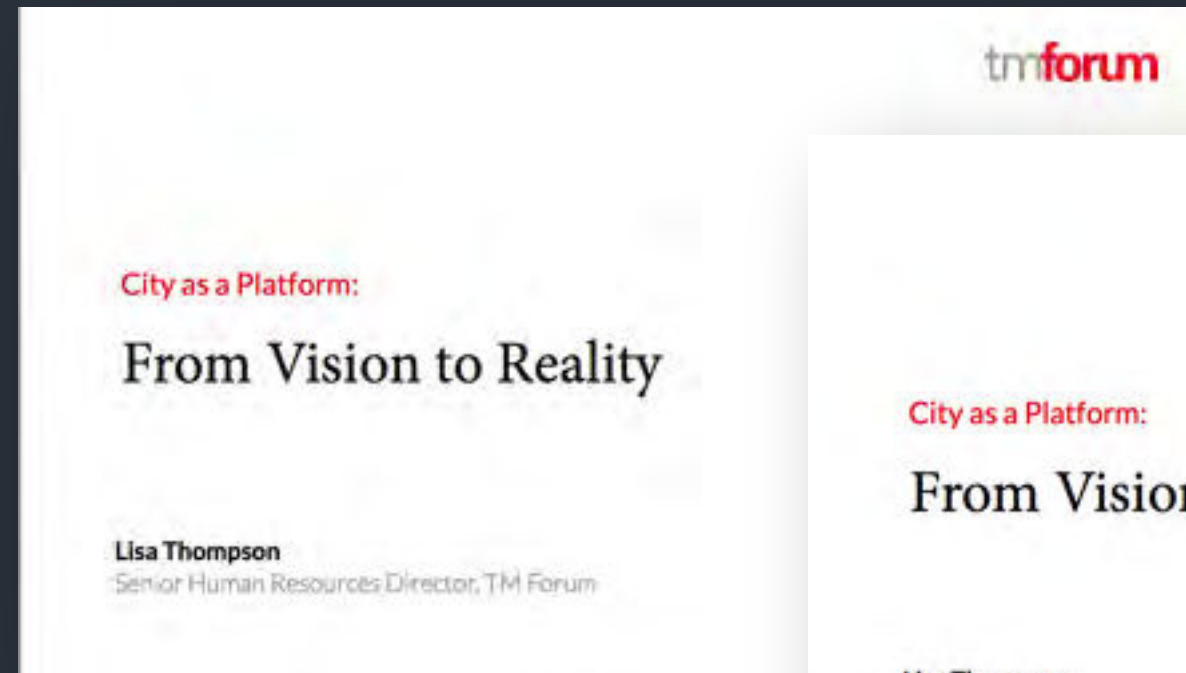 tmforum
City as a Platform:
From Vision to Reality
Lisa Thompson
Senior Human Resources Director, TM Forum
City as a Platform:
From Vision